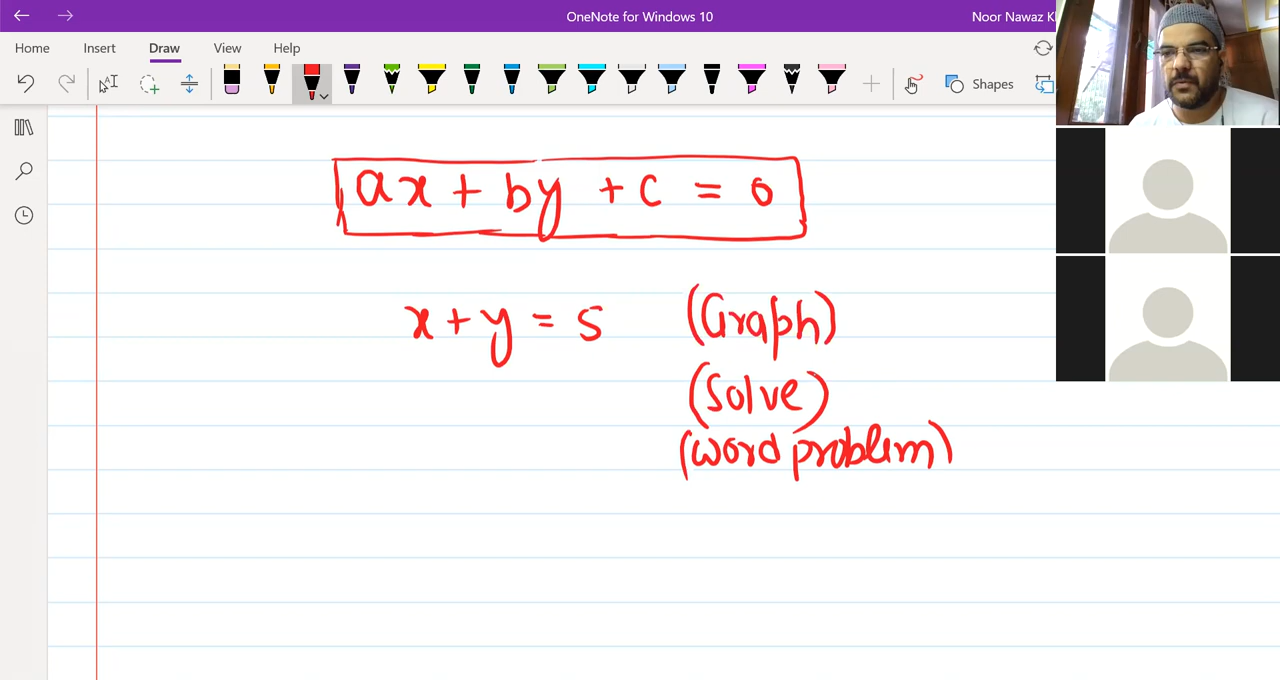 OneNote for Windows 10
Noor Nawaz
Home Insert Draw View Help
Shapes
ax + by + c = 0
x + y = 5 (Graph)
(Solve)
(word problem)